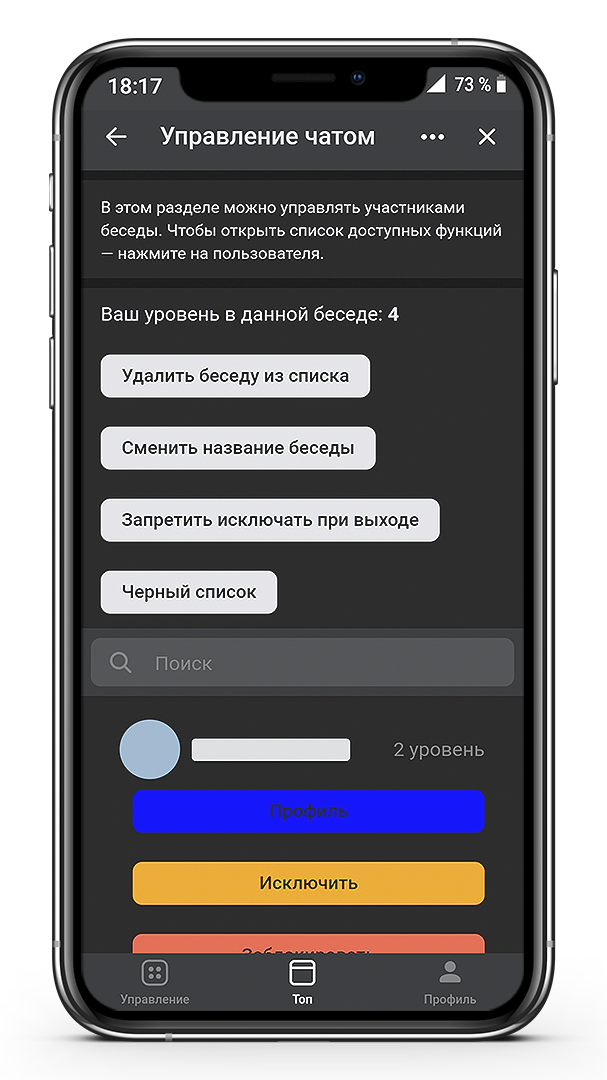 18:17
73 %
Управление чатом
В этом разделе можно управлять участниками
беседы. Чтобы открыть список доступных функций
— нажмите на пользователя.
Ваш уровень в данной беседе: 4
Удалить беседу из списка
Сменить название беседы
Запретить исключать при выходе
Черный список
Поиск
2 уровень
Профиль
Исключить
Заблокировать
Управление
Топ
Профиль